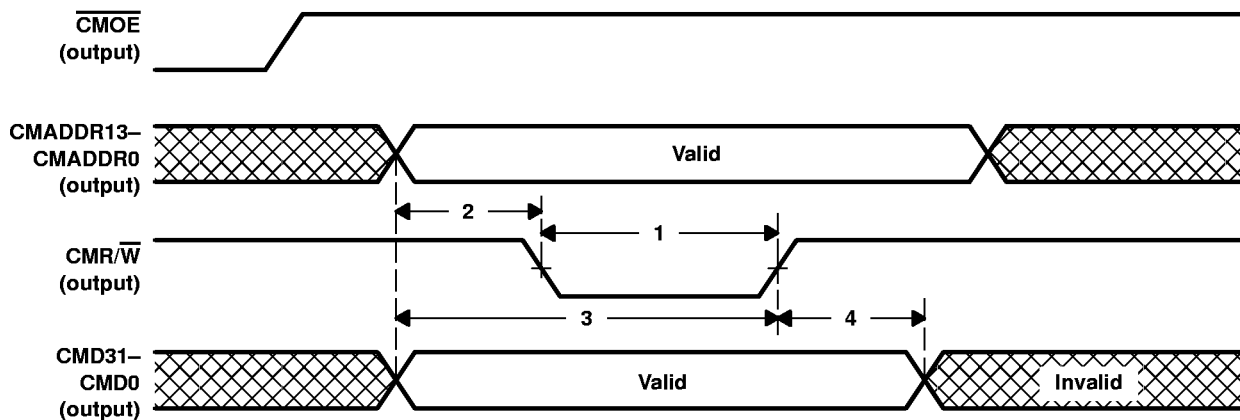 CMOE
(output)
CMADDR13–
CMADDR0
(output)
Valid
2
1
CMR/W
(output)
3
4
CMD31–
CMD0
(output)
Valid
Invalid